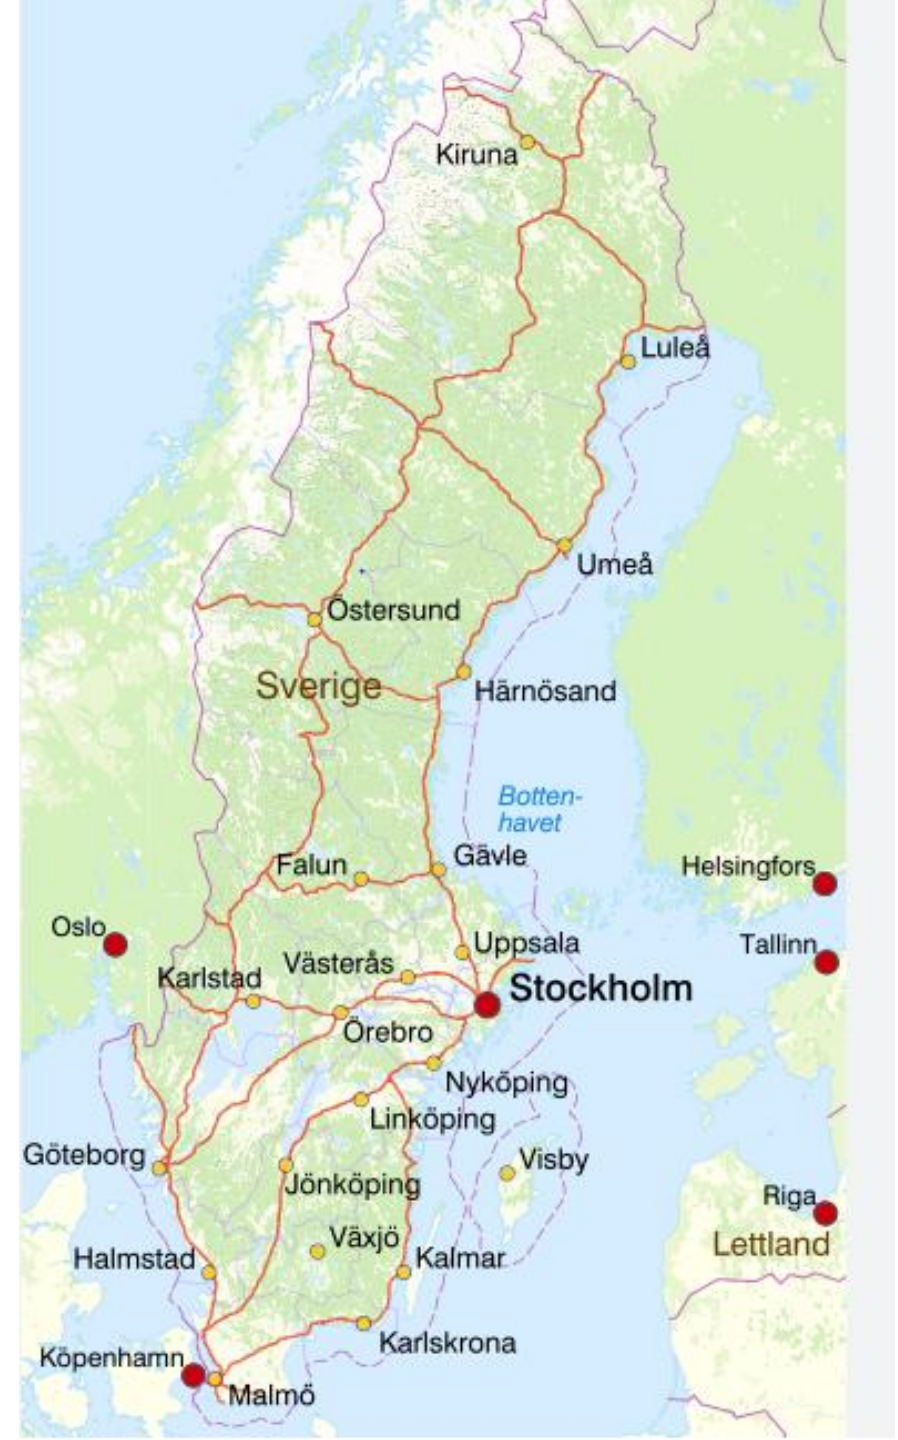 Kiruna
Luleå
Umeå
Östersund
Sverige
Härnösand
Botten-
havet
Falun
Gävle
Helsingfors
Oslo
Uppsala
Tallinn
Västerås
Karlstad
Stockholm
Örebro
Nyköping
Linköping
Göteborg
Visby
Jönköping
Riga
Växjö
Lettland
Halmstad
Kalmar
Karlskrona
Köpenhamn
Malmö